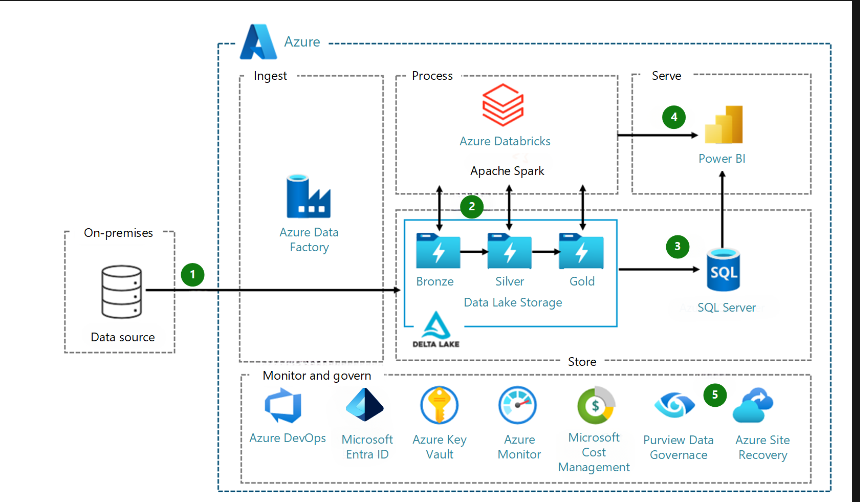 Azure
Ingest
Process
Serve
Azure Databricks
4
Power BI
Apache Spark
Azure Data
Factory
2
On-premises
1
3
SQL
Bronze
Silver
Gold
Data Lake Storage
SQL Server
Data source
DELTA LAKE
Store
Monitor and govern
5
$
Azure DevOps
Microsoft
Entra ID
Azure Key
Vault
Azure
Monitor
Microsoft
Cost
Management
Purview Data
Governace
Azure Site
Recovery